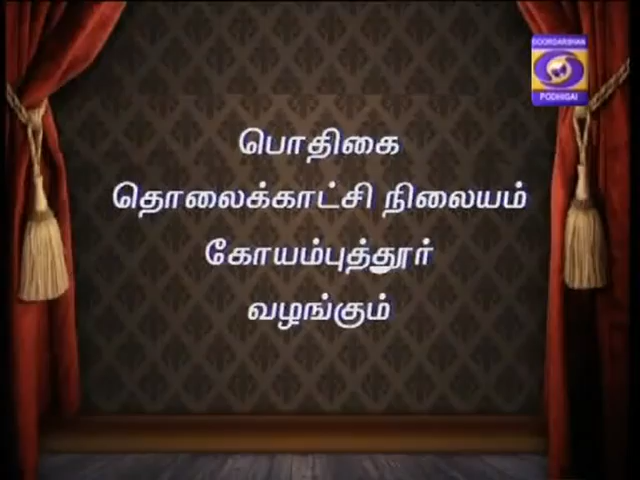 DOORDARSHAN
PODHIGAI
பொதிகை
தொலைக்காட்சி நிலையம்
கோயம்புத்தூர்
வழங்கும்